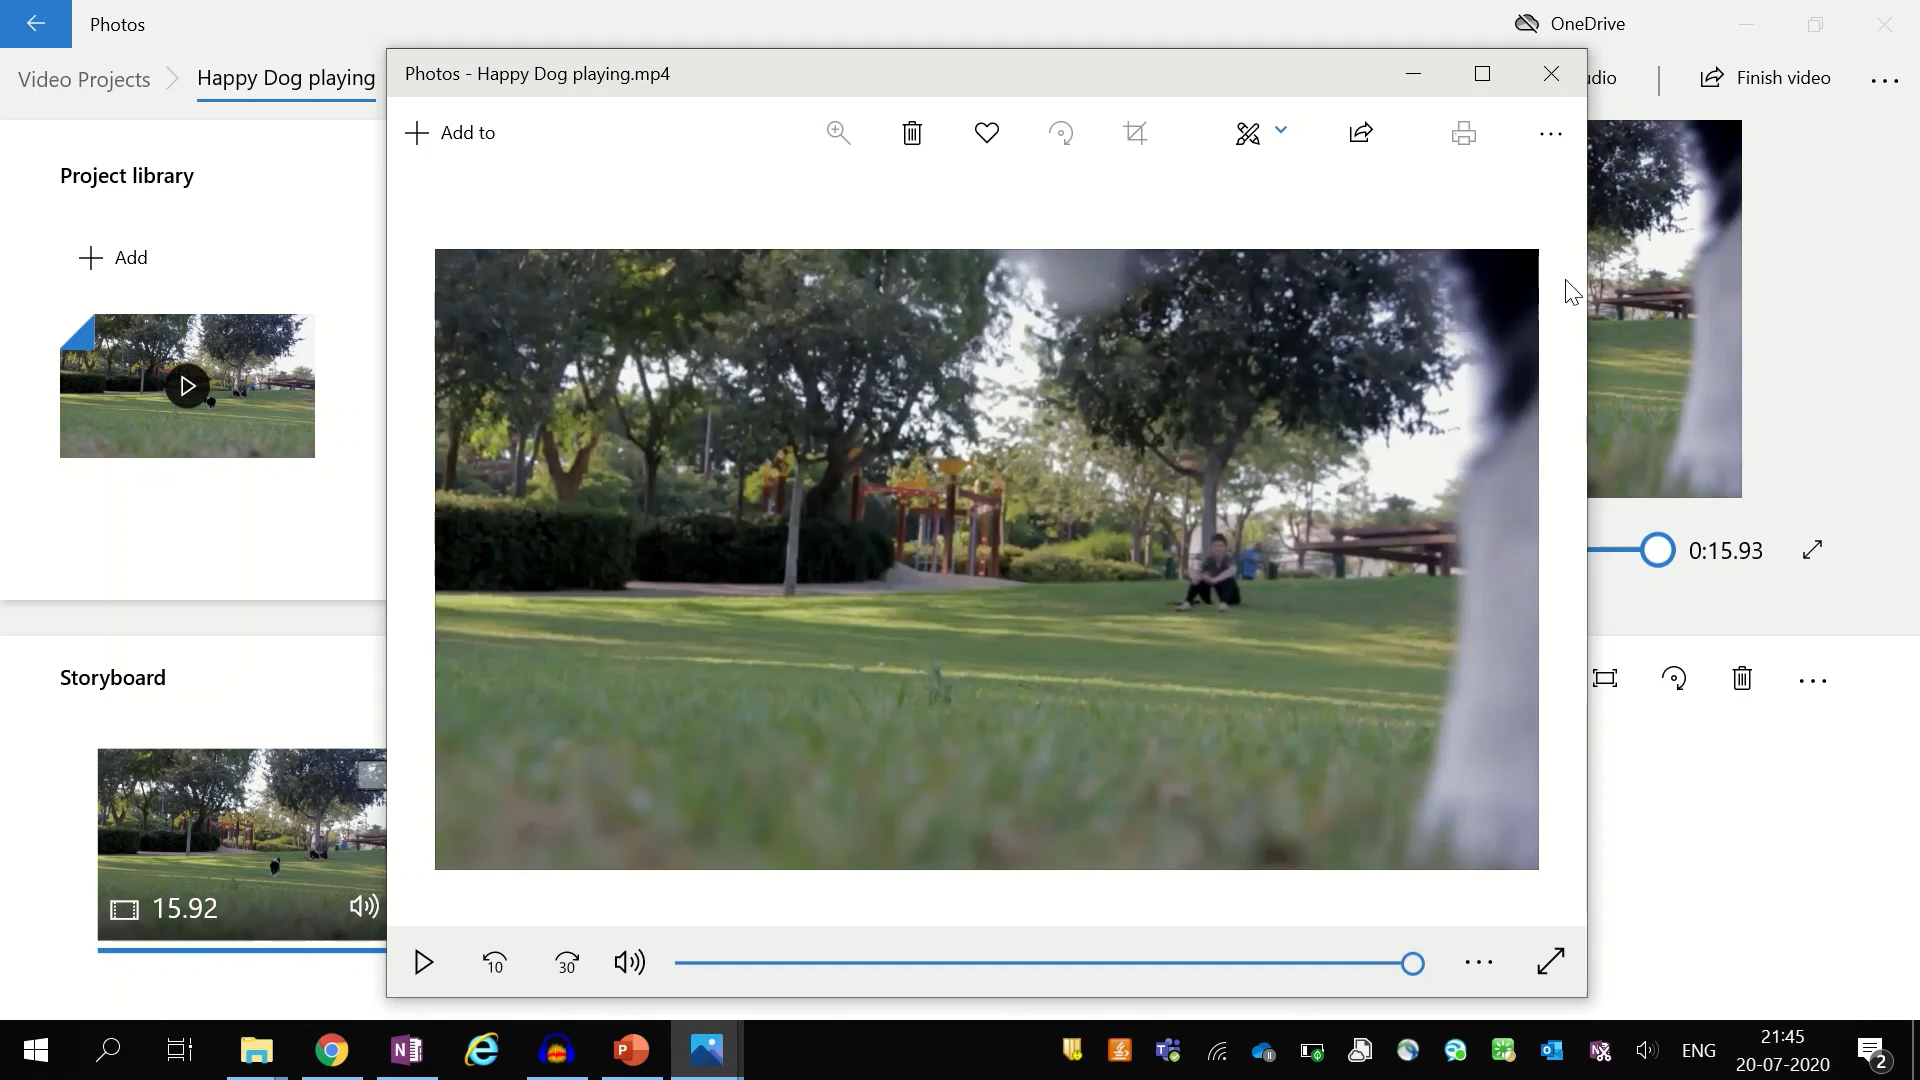 Photos
OneDrive
Video Projects
Happy Dog playing
udio
Finish video
Photos - Happy Dog playing.mp4
Add to
Project library
Add
0:15.93
Storyboard
15.92
10
30
ENG
21:45
20-07-2020
2